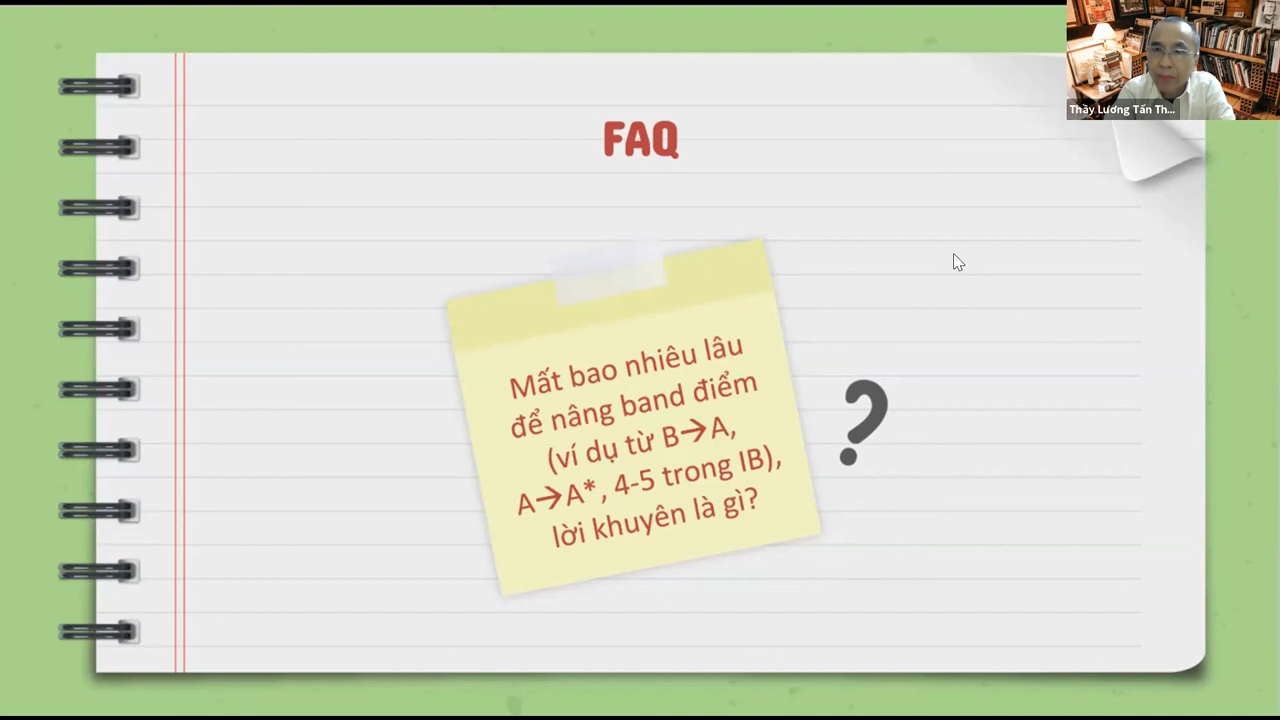 Thầy Lương Tấn Th...
FAQ
Mất bao nhiêu lâu
để nâng band điểm
(ví dụ từ B→A,
A→A*, 4-5 trong IB),
lời khuyên là gì?
?